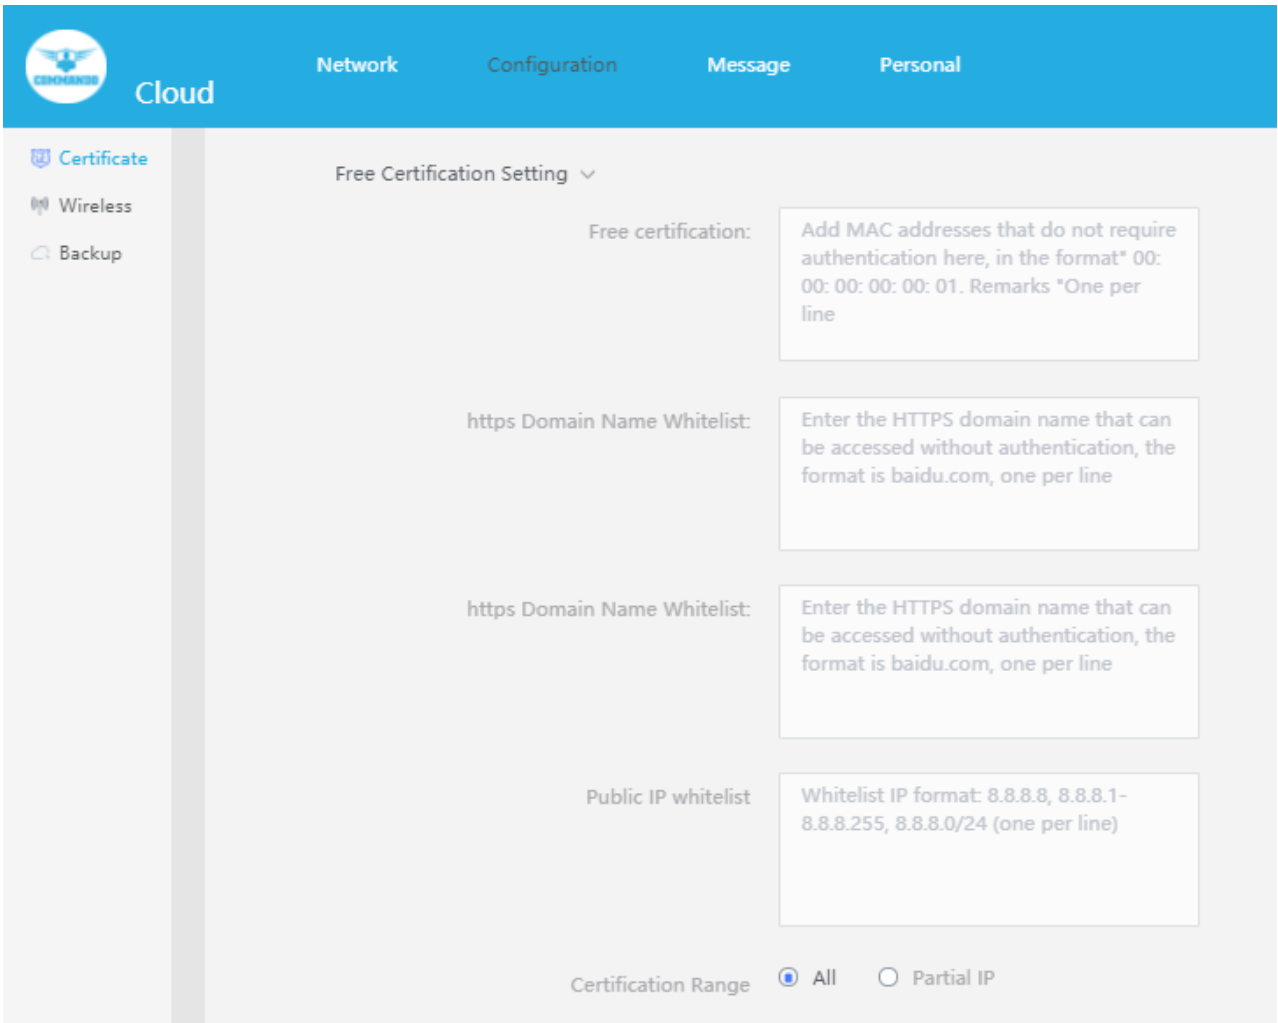 COMMANDO
Cloud
Network
Configuration
Message
Personal
Certificate
Wireless
Backup
Free Certification Setting
Free certification:
Add MAC addresses that do not require
authentication here, in the format" 00:
00: 00: 00: 00: 01. Remarks "One per
line
https Domain Name Whitelist:
Enter the HTTPS domain name that can
be accessed without authentication, the
format is baidu.com, one per line
https Domain Name Whitelist:
Enter the HTTPS domain name that can
be accessed without authentication, the
format is baidu.com, one per line
Public IP whitelist
Whitelist IP format: 8.8.8.8, 8.8.8.1-
8.8.8.255, 8.8.8.0/24 (one per line)
Certification Range
All
Partial IP